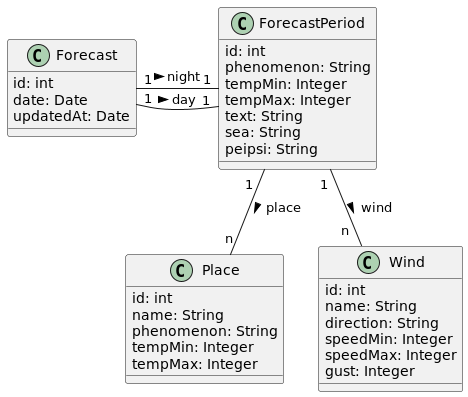 C Forecast
id: int
date: Date
updatedAt: Date
1 night 1
1 day 1
C ForecastPeriod
id: int
phenomenon: String
tempMin: Integer
tempMax: Integer
text: String
sea: String
peipsi: String
1
place
n
1
wind
n
C Place
id: int
name: String
phenomenon: String
tempMin: Integer
tempMax: Integer
C Wind
id: int
name: String
direction: String
speedMin: Integer
speedMax: Integer
gust: Integer